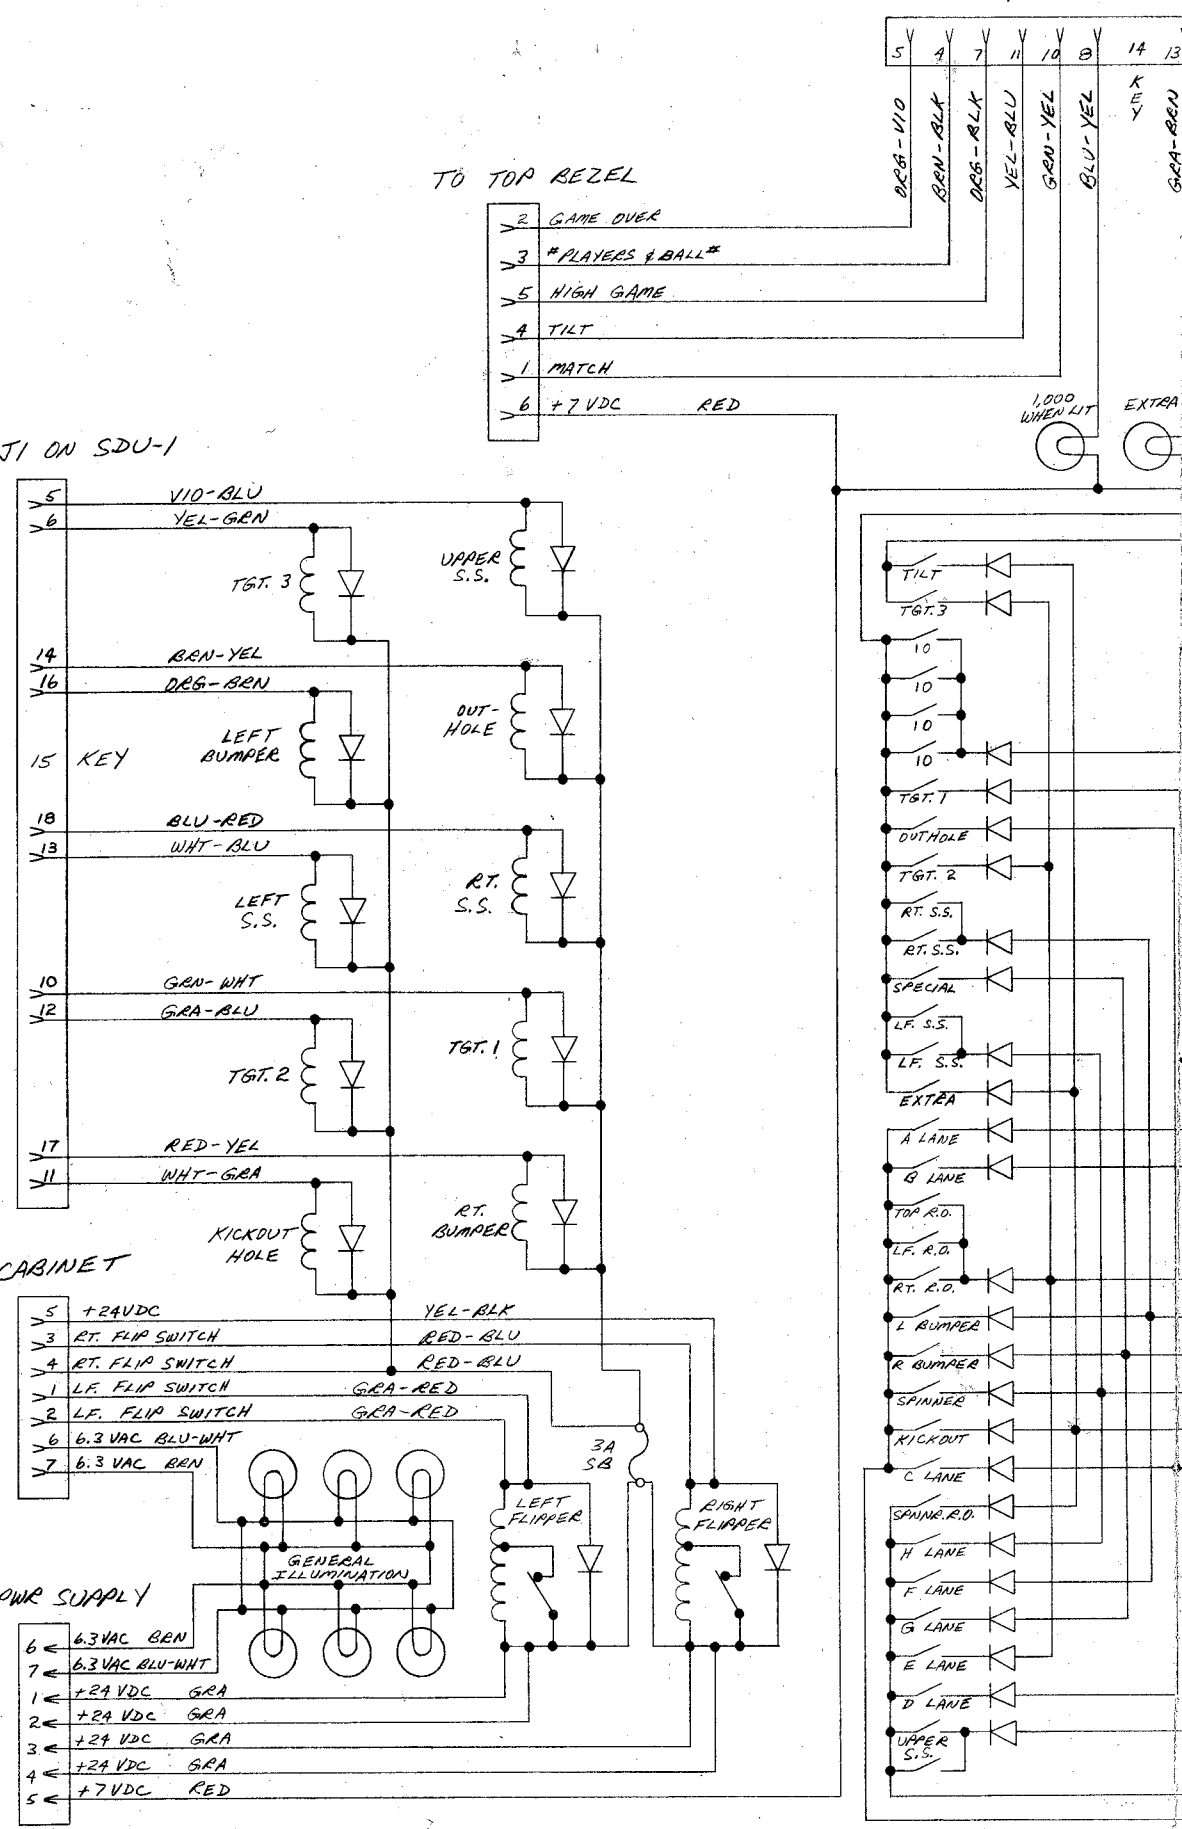 5 4 7 11 10 8 14 13
ORG-VIO
BRN-BLK
ORG-BLK
YEL-BLU
GRN-YEL
BLU-YEL
KEY
GRA-BRN
TO TOP BEZEL
2 GAME OVER
3 #PLAYERS & BALL#
5 HIGH GAME
4 TILT
1 MATCH
6 +7 VDC RED
1,000
WHEN LIT
EXTRA
J1 ON SDU-1
5 VIO-BLU
6 YEL-GRN
TGT. 3
UPPER
S.S.
14 BRN-YEL
16 ORG-BRN
LEFT
BUMPER
OUT-
HOLE
15 KEY
18 BLU-RED
13 WHT-BLU
LEFT
S.S.
RT.
S.S.
10 GRN-WHT
12 GRA-BLU
TGT. 2
TGT. 1
17 RED-YEL
11 WHT-GRA
KICKOUT
HOLE
RT.
BUMPER
CABINET
5 +24VDC YEL-BLK
3 RT. FLIP SWITCH RED-BLU
4 RT. FLIP SWITCH RED-BLU
1 LF. FLIP SWITCH GRA-RED
2 LF. FLIP SWITCH GRA-RED
6 6.3 VAC BLU-WHT
7 6.3 VAC BRN
3A
SB
LEFT
FLIPPER
RIGHT
FLIPPER
GENERAL
ILLUMINATION
PWR SUPPLY
6 6.3VAC BRN
7 6.3VAC BLU-WHT
1 +24 VDC GRA
2 +24 VDC GRA
3 +24 VDC GRA
4 +24 VDC GRA
5 +7 VDC RED
TILT
TGT. 3
10
10
10
10
TGT. 1
OUTHOLE
TGT. 2
RT. S.S.
RT. S.S.
SPECIAL
LF. S.S.
LF. S.S.
EXTRA
A LANE
B LANE
TOP R.O.
LF. R.O.
RT. R.O.
L BUMPER
R BUMPER
SPINNER
KICKOUT
C LANE
SPNNR.R.O.
H LANE
F LANE
G LANE
E LANE
D LANE
UPPER
S.S.